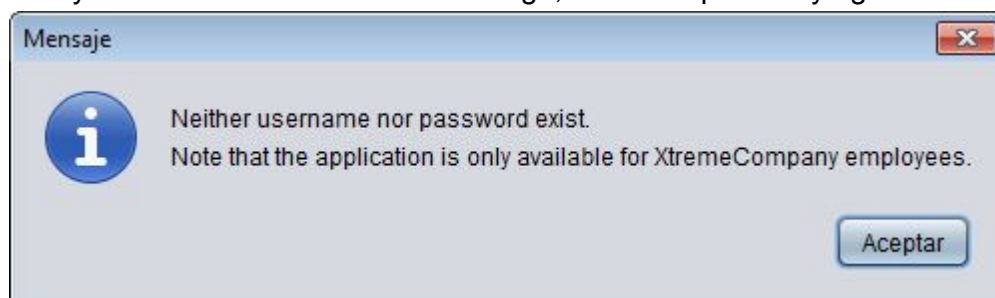 Mensaje
Neither username nor password exist.
Note that the application is only available for XtremeCompany employees.
Aceptar